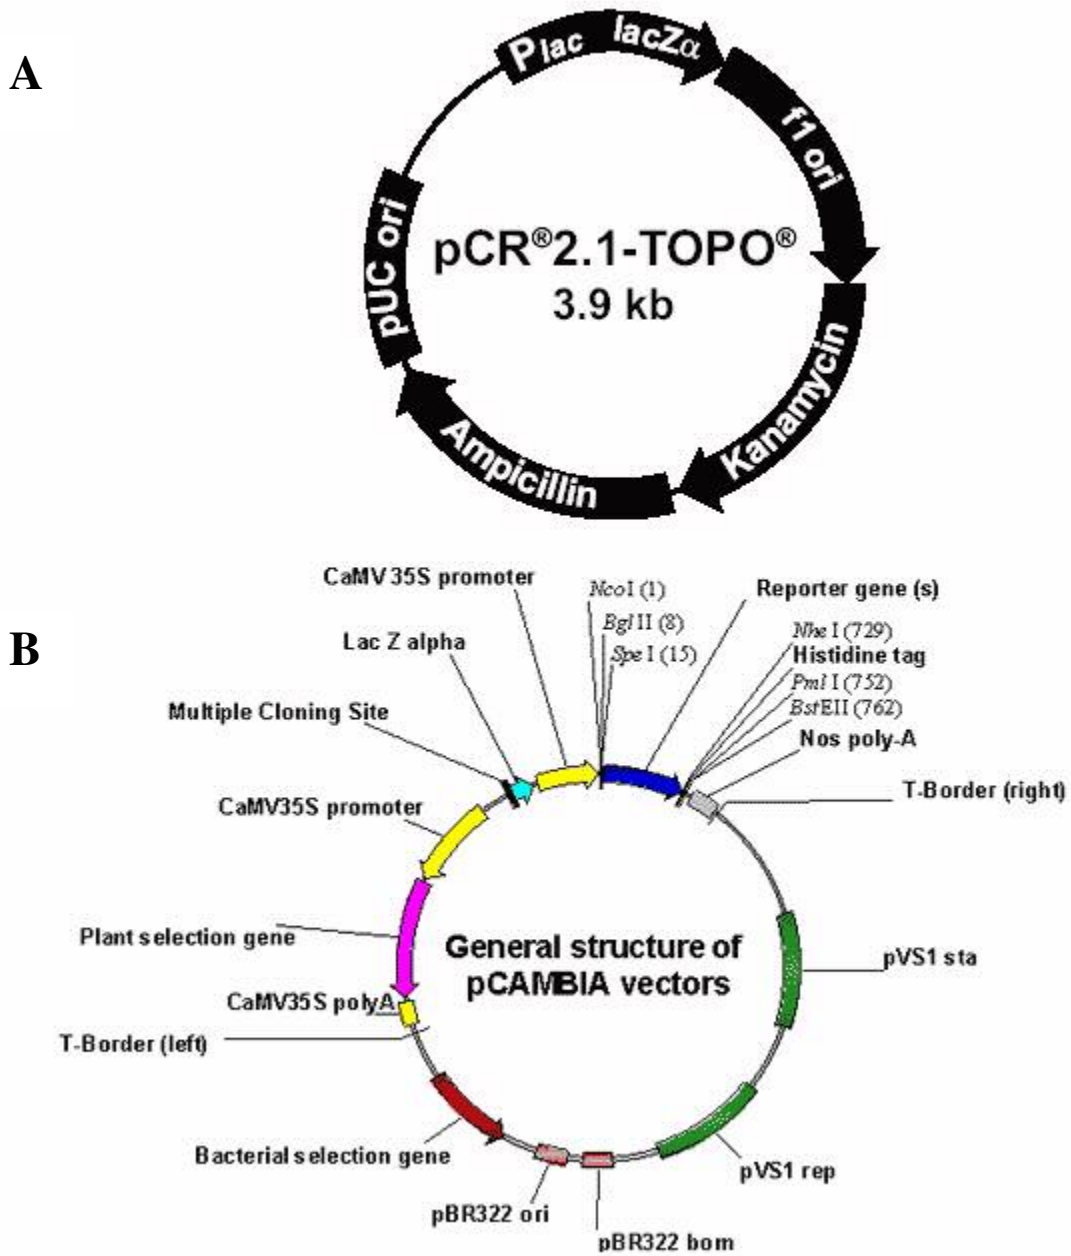 A
Plac lacZα
f1 ori
pUC ori
pCR®2.1-TOPO®
3.9 kb
Kanamycin
Ampicillin
B
CaMV 35S promoter
NcoI (1)
BglII (8)
SpeI (15)
Reporter gene (s)
Lac Z alpha
NheI (729)
Histidine tag
PmlI (752)
BstEII (762)
Nos poly-A
Multiple Cloning Site
T-Border (right)
CaMV35S promoter
Plant selection gene
General structure of
pCAMBIA vectors
pVS1 sta
CaMV35S polyA
T-Border (left)
Bacterial selection gene
pVS1 rep
pBR322 ori
pBR322 bom